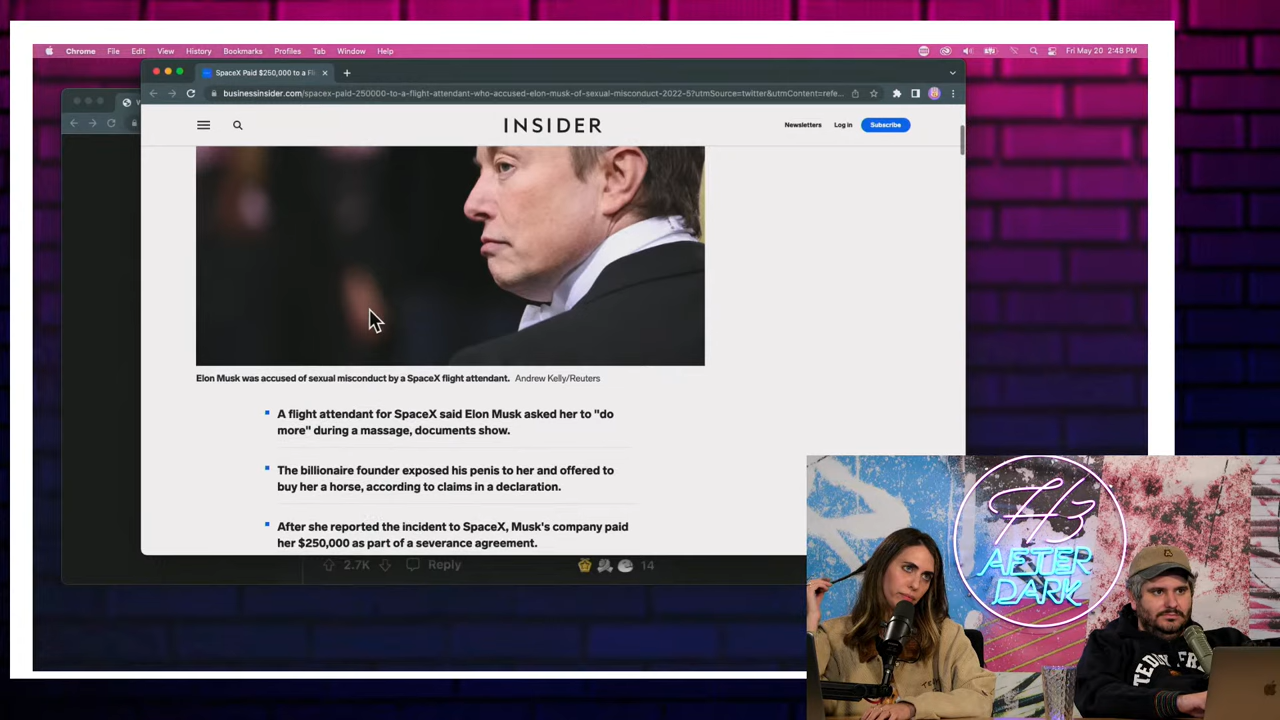 Chrome File Edit View History Bookmarks Profiles Tab Window Help
Fri May 20 2:48 PM
SpaceX Paid $250,000 to a Fli
businessinsider.com/spacex-paid-250000-to-a-flight-attendant-who-accused-elon-musk-of-sexual-misconduct-2022-5?utmSource=twitter&utmContent=refe...
INSIDER
Newsletters Log in Subscribe
Elon Musk was accused of sexual misconduct by a SpaceX flight attendant. Andrew Kelly/Reuters
A flight attendant for SpaceX said Elon Musk asked her to "do
more" during a massage, documents show.
The billionaire founder exposed his penis to her and offered to
buy her a horse, according to claims in a declaration.
After she reported the incident to SpaceX, Musk's company paid
her $250,000 as part of a severance agreement.
2.7K Reply 14
H3
AFTER
DARK